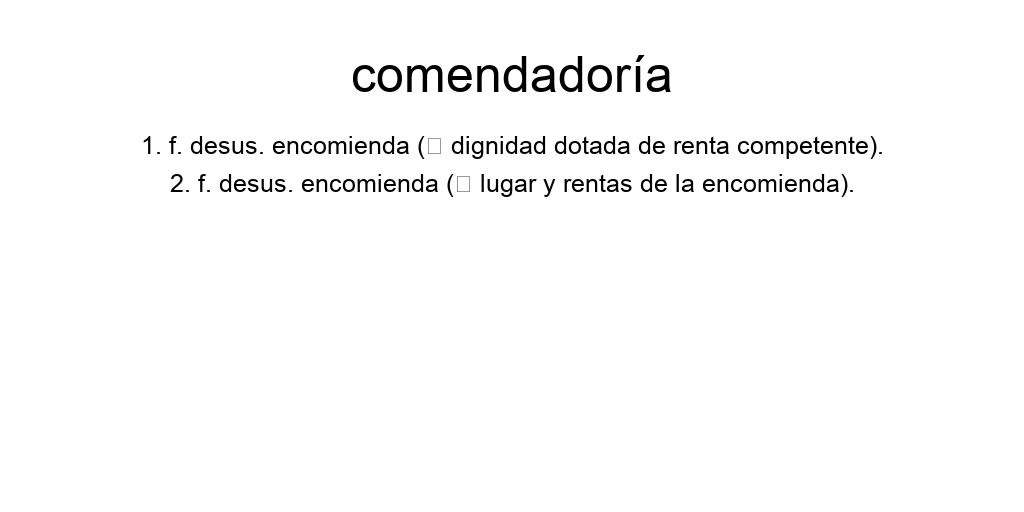 comendadoría
1. f. desus. encomienda (□ dignidad dotada de renta competente).
2. f. desus. encomienda (□ lugar y rentas de la encomienda).